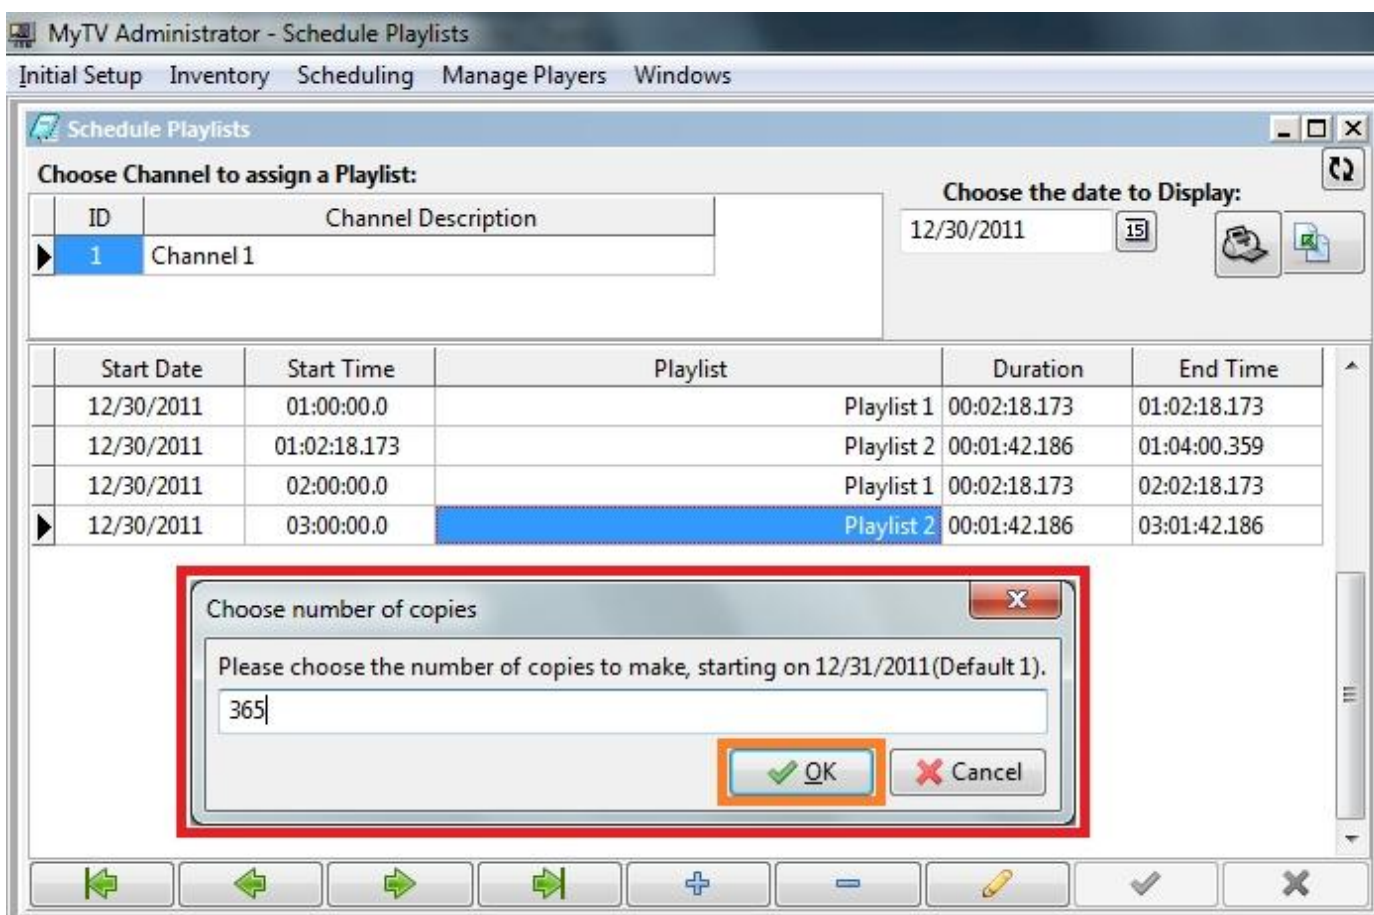 MyTV Administrator - Schedule Playlists
Initial Setup Inventory Scheduling Manage Players Windows
Schedule Playlists
Choose Channel to assign a Playlist:
Choose the date to Display:
ID Channel Description
12/30/2011 15
1 Channel 1
Start Date Start Time Playlist Duration End Time
12/30/2011 01:00:00.0 Playlist 1 00:02:18.173 01:02:18.173
12/30/2011 01:02:18.173 Playlist 2 00:01:42.186 01:04:00.359
12/30/2011 02:00:00.0 Playlist 1 00:02:18.173 02:02:18.173
12/30/2011 03:00:00.0 Playlist 2 00:01:42.186 03:01:42.186
Choose number of copies
Please choose the number of copies to make, starting on 12/31/2011(Default 1).
365
OK Cancel